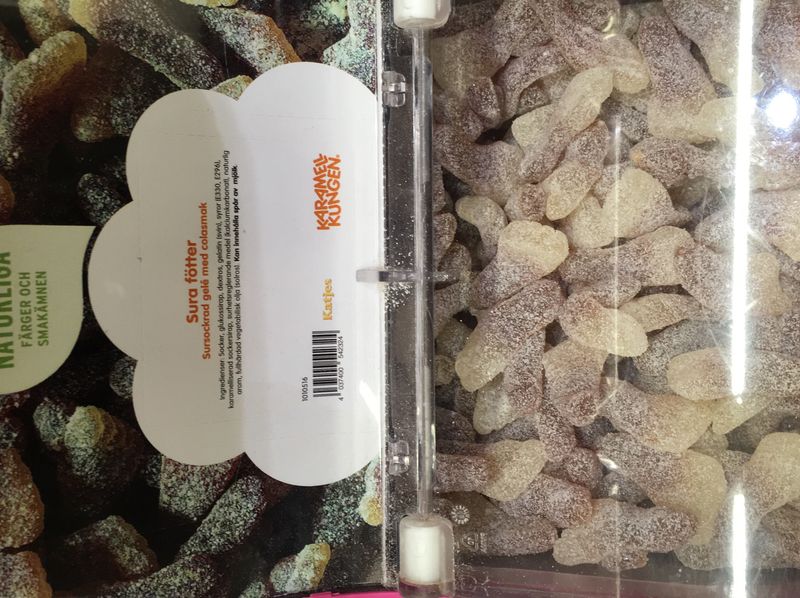 NATURLIGA
FÄRGER OCH
SMAKÄMNEN
Sura fötter
Sursockrad gelé med colasmak
Ingredienser: Socker, glukossirap, dextros, gelatin (svin), syror (E330, E296),
karamelliserad sockersirap, surhetsreglerande medel (kalciumkarbonat), naturlig
arom, fullhärdad vegetabilisk olja (solros). Kan innehålla spår av mjölk.
Katjes
KARAMELL
KUNGEN.
1010516
4 037400 542324